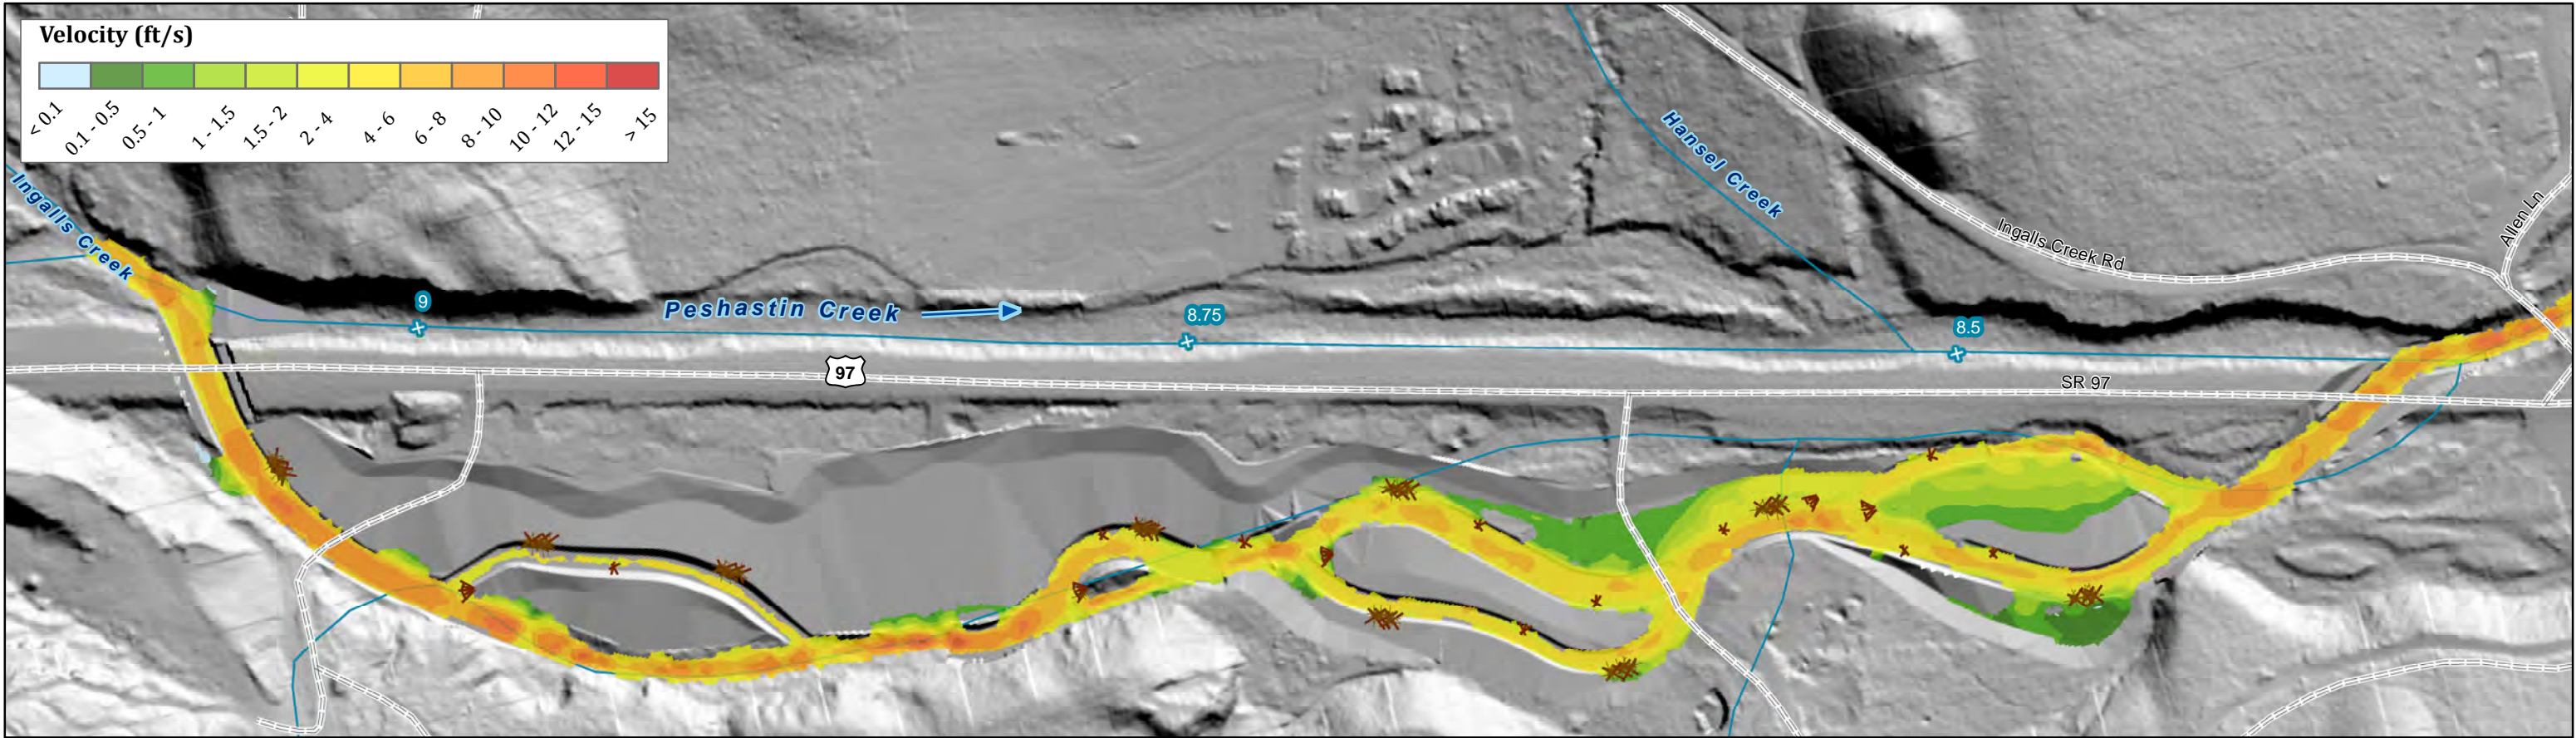 Velocity (ft/s)
< 0.1
0.1 - 0.5
0.5 - 1
1 - 1.5
1.5 - 2
2 - 4
4 - 6
6 - 8
8 - 10
10 - 12
12 - 15
> 15
Ingalls Creek
Hansel Creek
Ingalls Creek Rd
Allen Ln
9
Peshastin Creek
8.75
8.5
97
SR 97